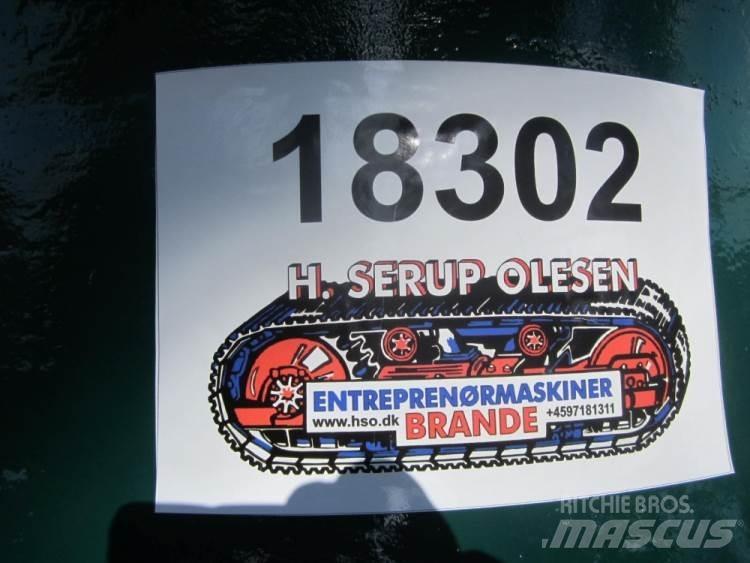 18302
H. SERUP OLESEN
ENTREPRENØRMASKINER
www.hso.dk BRANDE +4597181311
RITCHIE BROS.
MASCUS